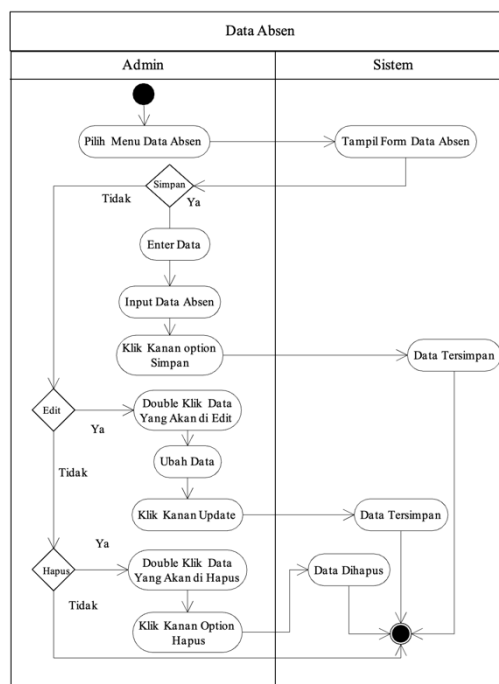 Data Absen
Admin
Sistem
Pilih Menu Data Absen
Tampil Form Data Absen
Simpan
Tidak
Ya
Enter Data
Input Data Absen
Klik Kanan option
Simpan
Data Tersimpan
Edit
Ya
Double Klik Data
Yang Akan di Edit
Ubah Data
Tidak
Klik Kanan Update
Data Tersimpan
Ya
Hapus
Double Klik Data
Yang Akan di Hapus
Data Dihapus
Tidak
Klik Kanan Option
Hapus